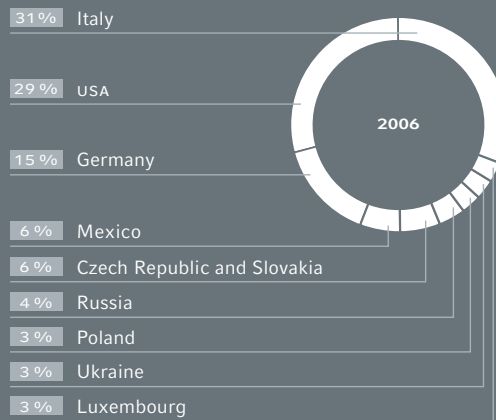 31% Italy
29% USA
2006
15% Germany
6% Mexico
6% Czech Republic and Slovakia
4% Russia
3% Poland
3% Ukraine
3% Luxembourg